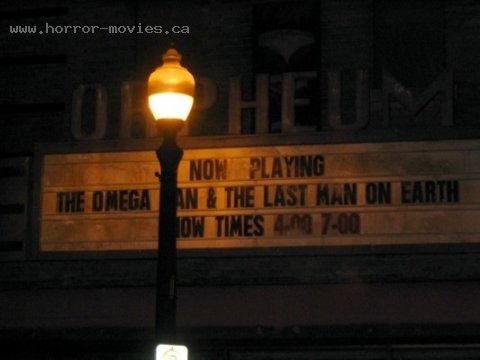 www.horror-movies.ca
ORPHEUM
NOW PLAYING
THE OMEGA MAN & THE LAST MAN ON EARTH
SHOW TIMES 4:00 7:00